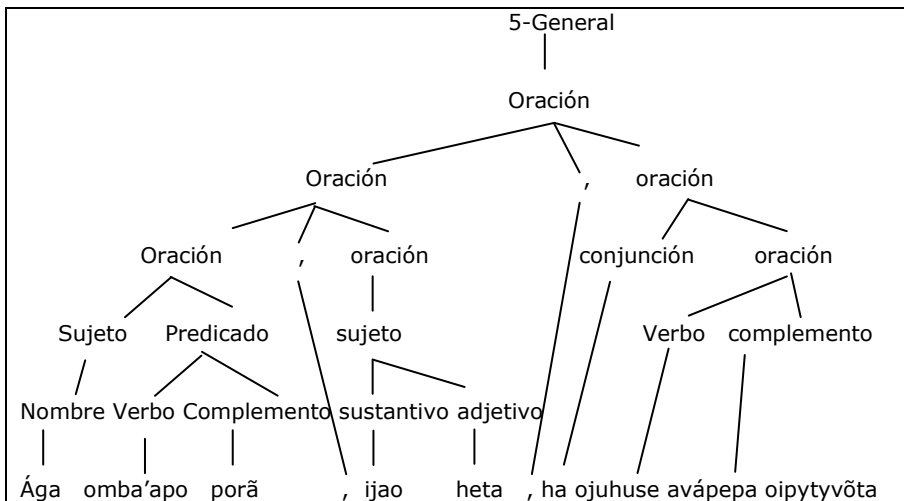 5-General
Oración
Oración , oración
Oración , oración conjunción oración
Sujeto Predicado sujeto Verbo complemento
Nombre Verbo Complemento sustantivo adjetivo
Ága omba’apo porã , ijao heta , ha ojuhuse avápepa oipytyvõta